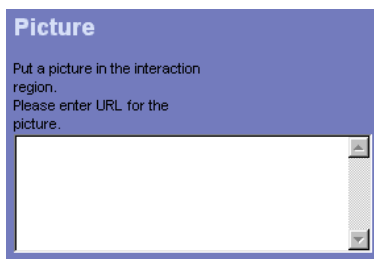 Picture
Put a picture in the interaction
region.
Please enter URL for the
picture.